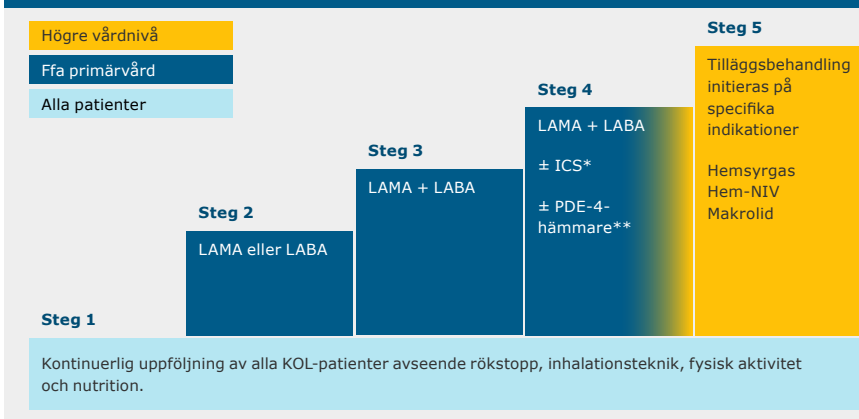 Högre vårdnivå
Ffa primärvård
Alla patienter
Steg 1
Kontinuerlig uppföljning av alla KOL-patienter avseende rökstopp, inhalationsteknik, fysisk aktivitet
och nutrition.
Steg 2
LAMA eller LABA
Steg 3
LAMA + LABA
Steg 4
LAMA + LABA
± ICS*
± PDE-4-
hämmare**
Steg 5
Tilläggsbehandling
initieras på
specifika
indikationer
Hemsyrgas
Hem-NIV
Makrolid